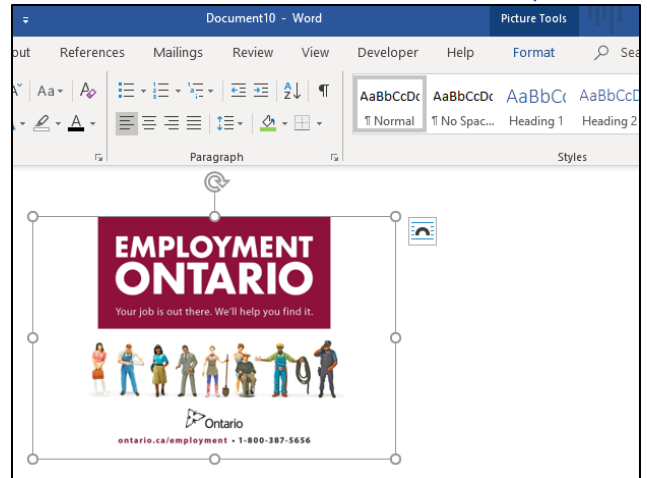 Document10 - Word
Picture Tools
out References Mailings Review View Developer Help Format Sea
Aa
A
A
AaBbCcDc AaBbCcDc AaBbC AaBbCcD
¶ Normal ¶ No Spac... Heading 1 Heading 2
Paragraph
Styles
EMPLOYMENT
ONTARIO
Your job is out there. We'll help you find it.
Ontario
ontario.ca/employment • 1-800-387-5656